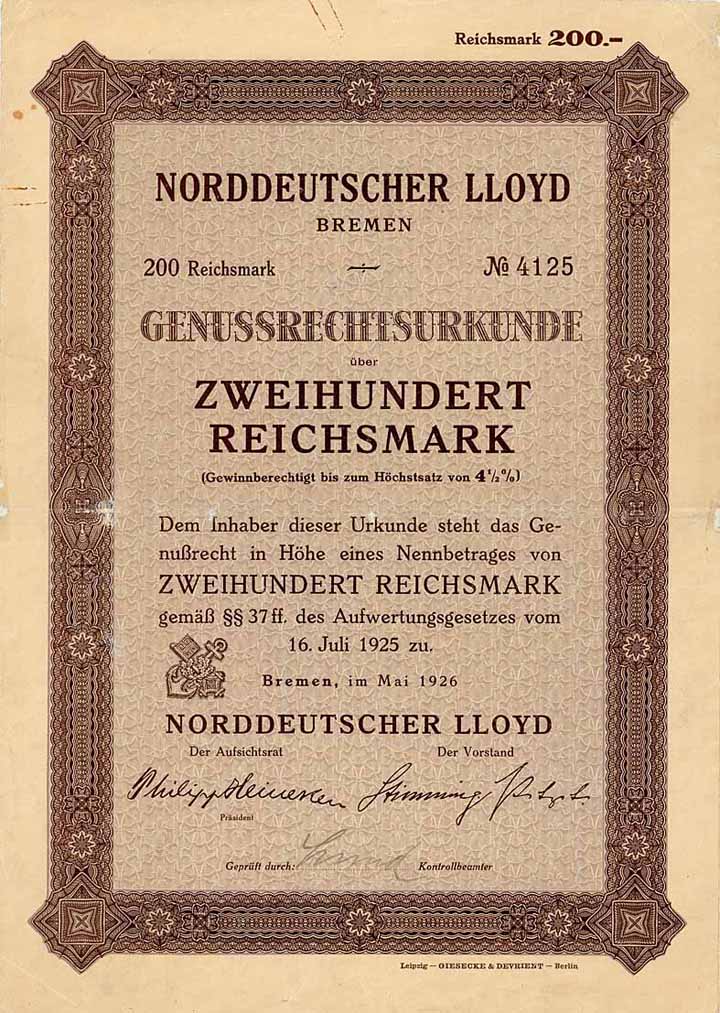 Reichsmark 200.–
NORDDEUTSCHER LLOYD
BREMEN
200 Reichsmark
№ 4125
GENUSSRECHTSURKUNDE
über
ZWEIHUNDERT
REICHSMARK
(Gewinnberechtigt bis zum Höchstsatz von 4½%)
Dem Inhaber dieser Urkunde steht das Ge-
nußrecht in Höhe eines Nennbetrages von
ZWEIHUNDERT REICHSMARK
gemäß §§ 37 ff. des Aufwertungsgesetzes vom
16. Juli 1925 zu.
Bremen, im Mai 1926
NORDDEUTSCHER LLOYD
Der Aufsichtsrat
Der Vorstand
Philipp Heineken Stimming
Präsident
Geprüft durch: Kontrollbeamter
Leipzig – GIESECKE & DEVRIENT – Berlin